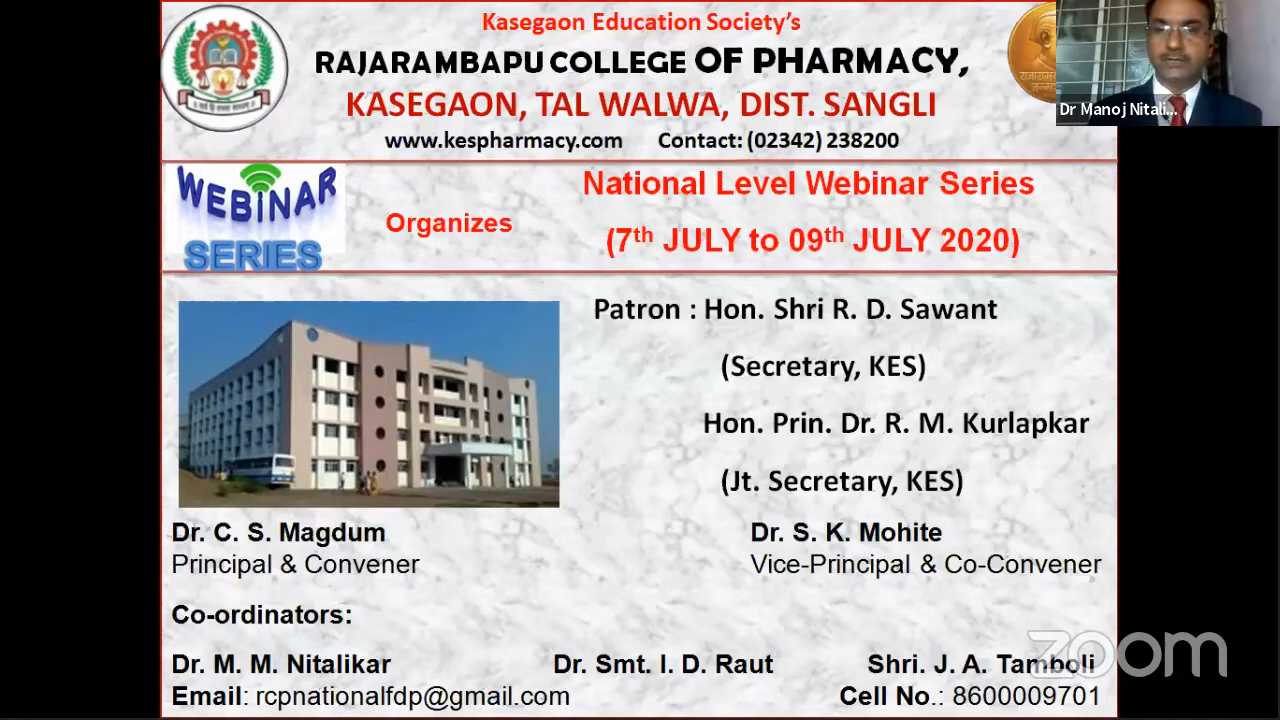 Kasegaon Education Society's
RAJARAMBAPU COLLEGE OF PHARMACY,
KASEGAON, TAL WALWA, DIST. SANGLI
www.kespharmacy.com Contact: (02342) 238200
Dr Manoj Nitali...
WEBINAR
SERIES
Organizes
National Level Webinar Series
(7th JULY to 09th JULY 2020)
Patron : Hon. Shri R. D. Sawant
(Secretary, KES)
Hon. Prin. Dr. R. M. Kurlapkar
(Jt. Secretary, KES)
Dr. C. S. Magdum
Principal & Convener
Dr. S. K. Mohite
Vice-Principal & Co-Convener
Co-ordinators:
Dr. M. M. Nitalikar Dr. Smt. I. D. Raut Shri. J. A. Tamboli
Email: rcpnationalfdp@gmail.com Cell No.: 8600009701
zoom